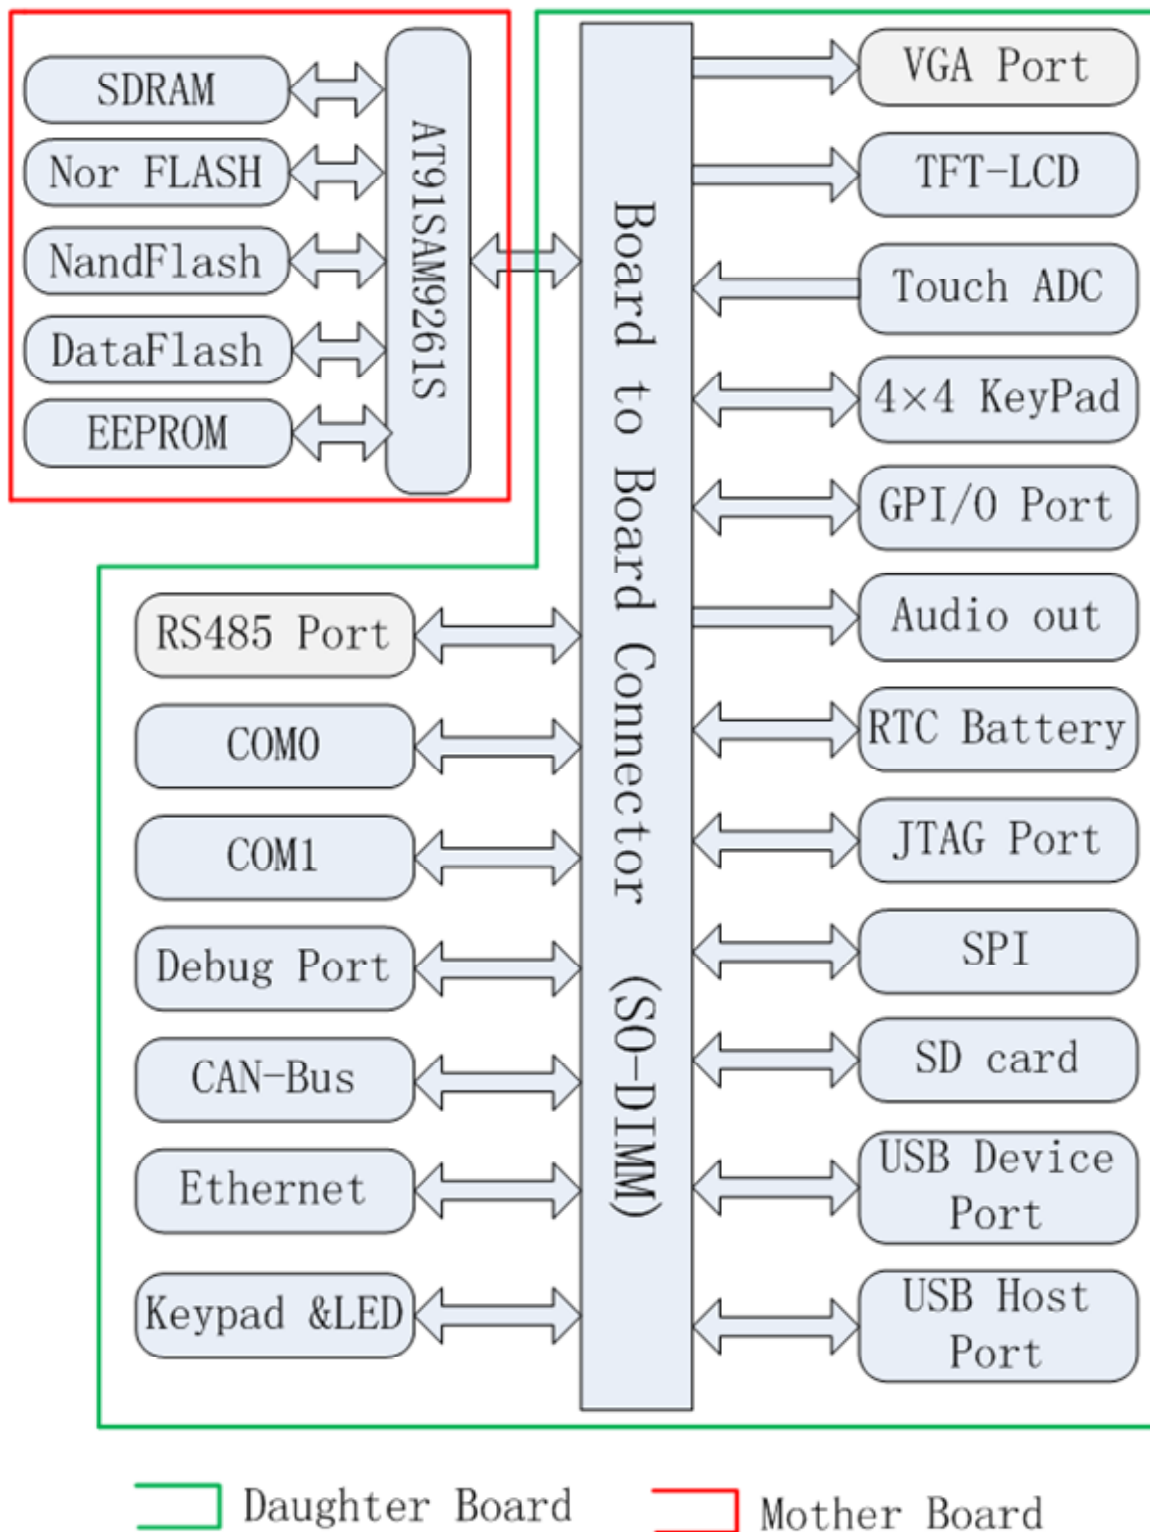 SDRAM
Nor FLASH
NandFlash
DataFlash
EEPROM
AT91SAM9261S
RS485 Port
COM0
COM1
Debug Port
CAN-Bus
Ethernet
Keypad &LED
Board to Board Connector (SO-DIMM)
VGA Port
TFT-LCD
Touch ADC
4×4 KeyPad
GPI/O Port
Audio out
RTC Battery
JTAG Port
SPI
SD card
USB Device
Port
USB Host
Port
Daughter Board
Mother Board